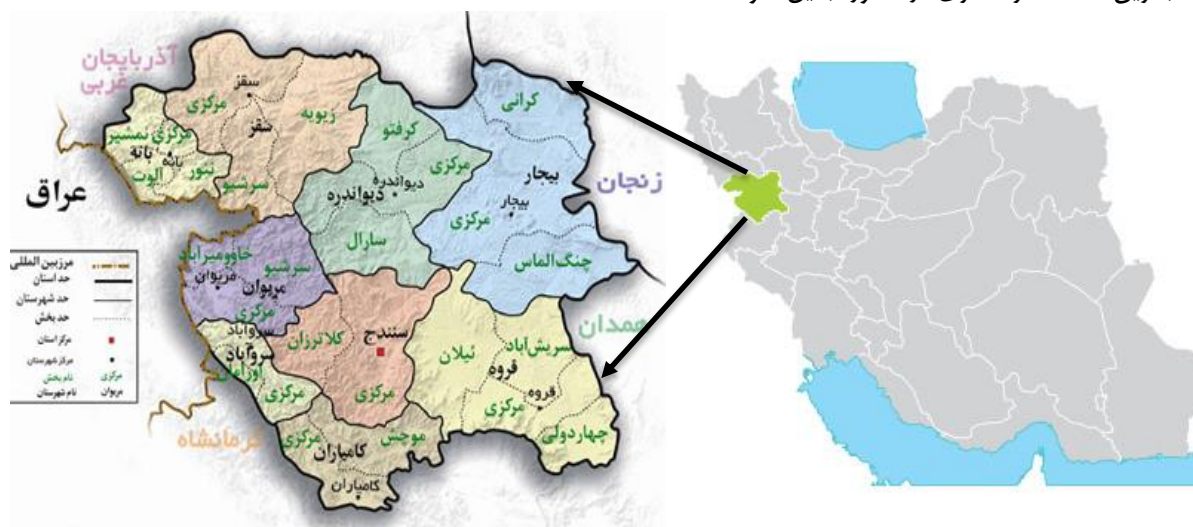 آذربایجان
غربی
سقز
مرکزی
زیویه
سقز
سرشیو
مرکزی
نمشیر
بانه
بانه
ننور
آلوت
عراق
کرفتو
مرکزی
دیواندره
دیواندره
سارال
کرانی
بیجار
بیجار
مرکزی
چنگ الماس
زنجان
خاوومیرآباد
سرشیو
مریوان
مریوان
مرکزی
سروآباد
سروآباد
اورامان
مرکزی
کلاترزان
سنندج
مرکزی
ئیلان
سریش‌آباد
قروه
قروه
مرکزی
چهاردولی
همدان
کرمانشاه
مرکزی
موچش
کامیاران
کامیاران
مرزبین المللی
حد استان
حد شهرستان
حد بخش
مرکز استان
مرکز شهرستان
مرکزی نام بخش
مریوان نام شهرستان